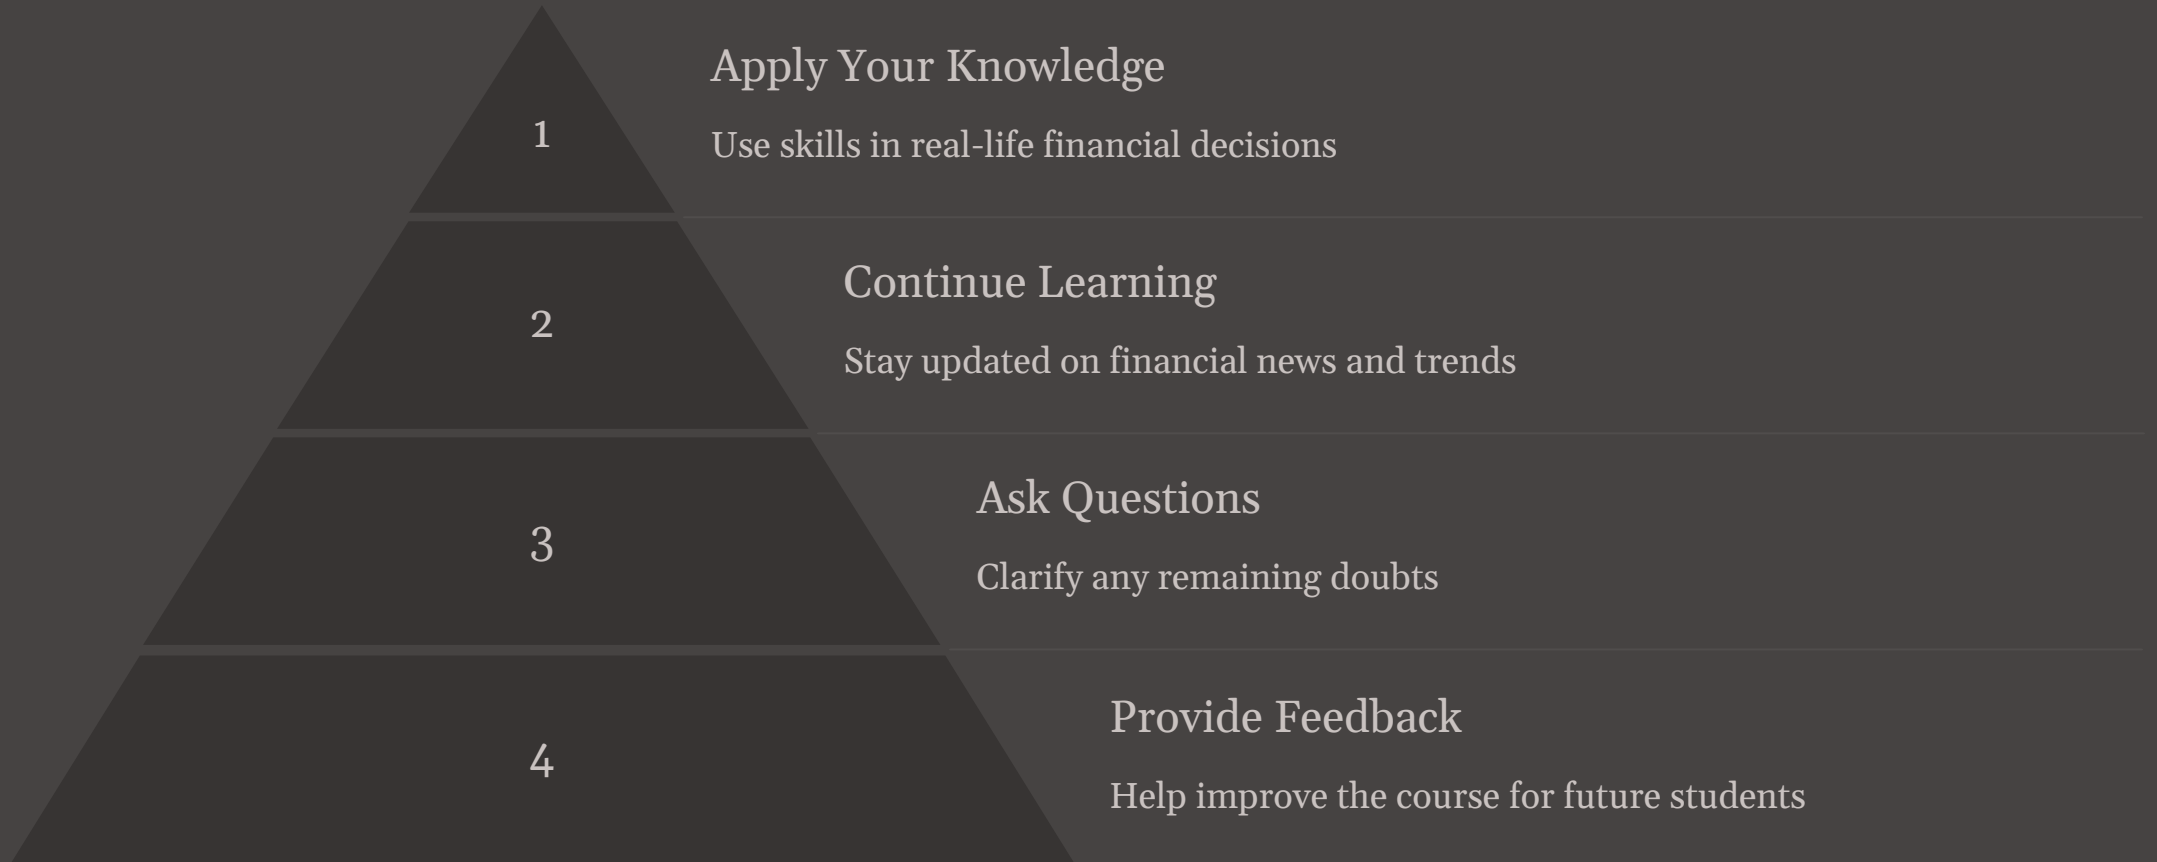 1
Apply Your Knowledge
Use skills in real-life financial decisions
2
Continue Learning
Stay updated on financial news and trends
3
Ask Questions
Clarify any remaining doubts
4
Provide Feedback
Help improve the course for future students